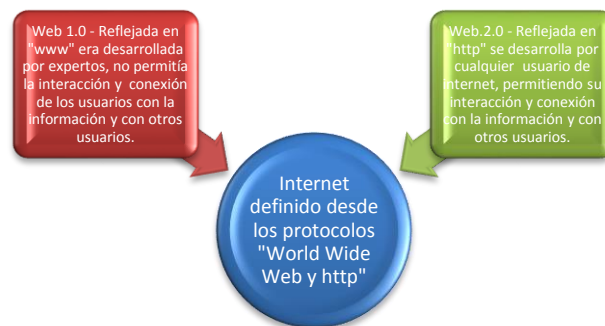 Web 1.0 - Reflejada en
"www" era desarrollada
por expertos, no permitía
la interacción y conexión
de los usuarios con la
información y con otros
usuarios.
Web.2.0 - Reflejada en
"http" se desarrolla por
cualquier usuario de
internet, permitiendo su
interacción y conexión
con la información y con
otros usuarios.
Internet
definido desde
los protocolos
"World Wide
Web y http"